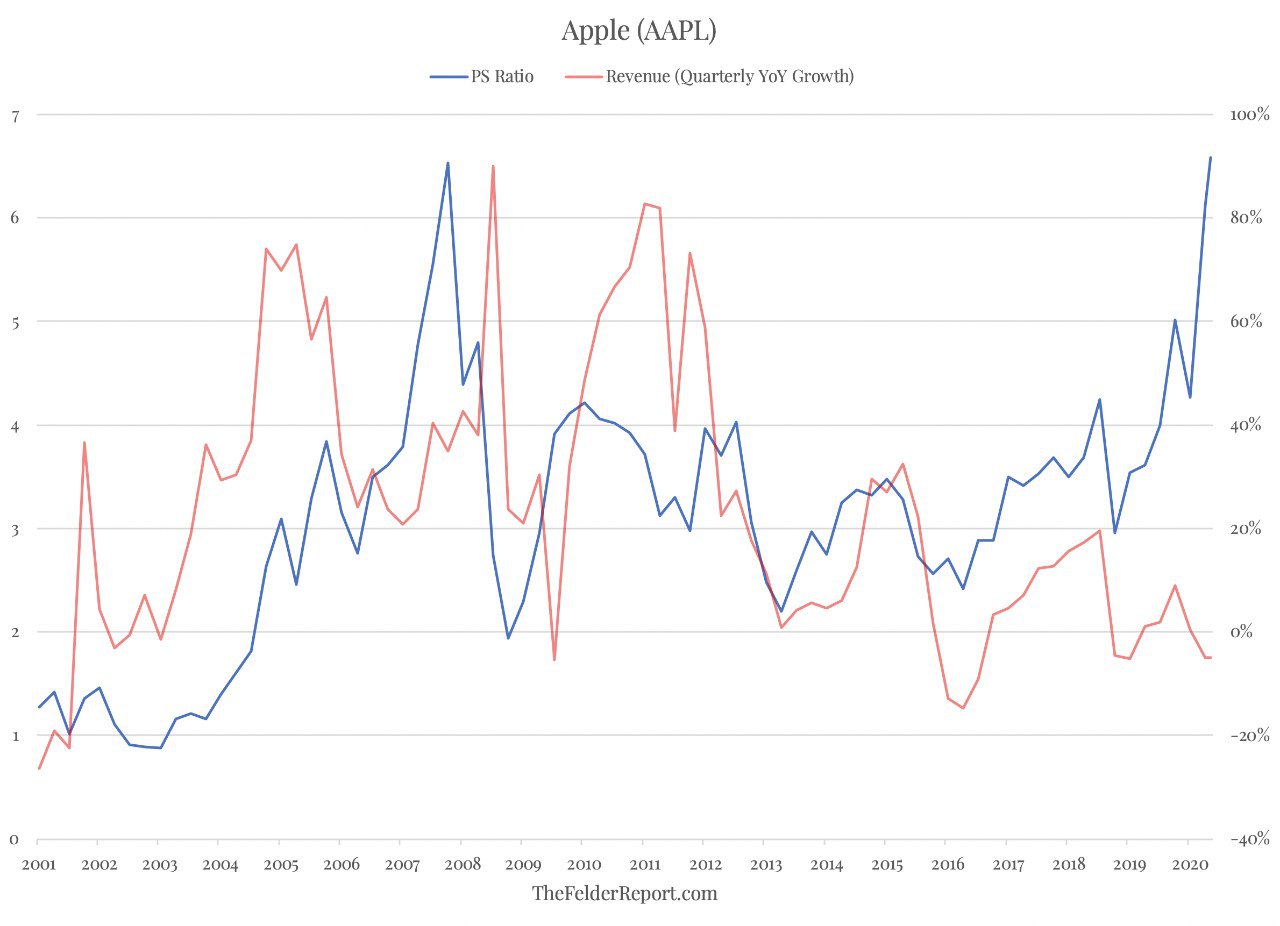 Apple (AAPL)
PS Ratio Revenue (Quarterly YoY Growth)
7 100%
6 80%
5 60%
4 40%
3 20%
2 0%
1 -20%
0 -40%
2001 2002 2003 2004 2005 2006 2007 2008 2009 2010 2011 2012 2013 2014 2015 2016 2017 2018 2019 2020
TheFelderReport.com